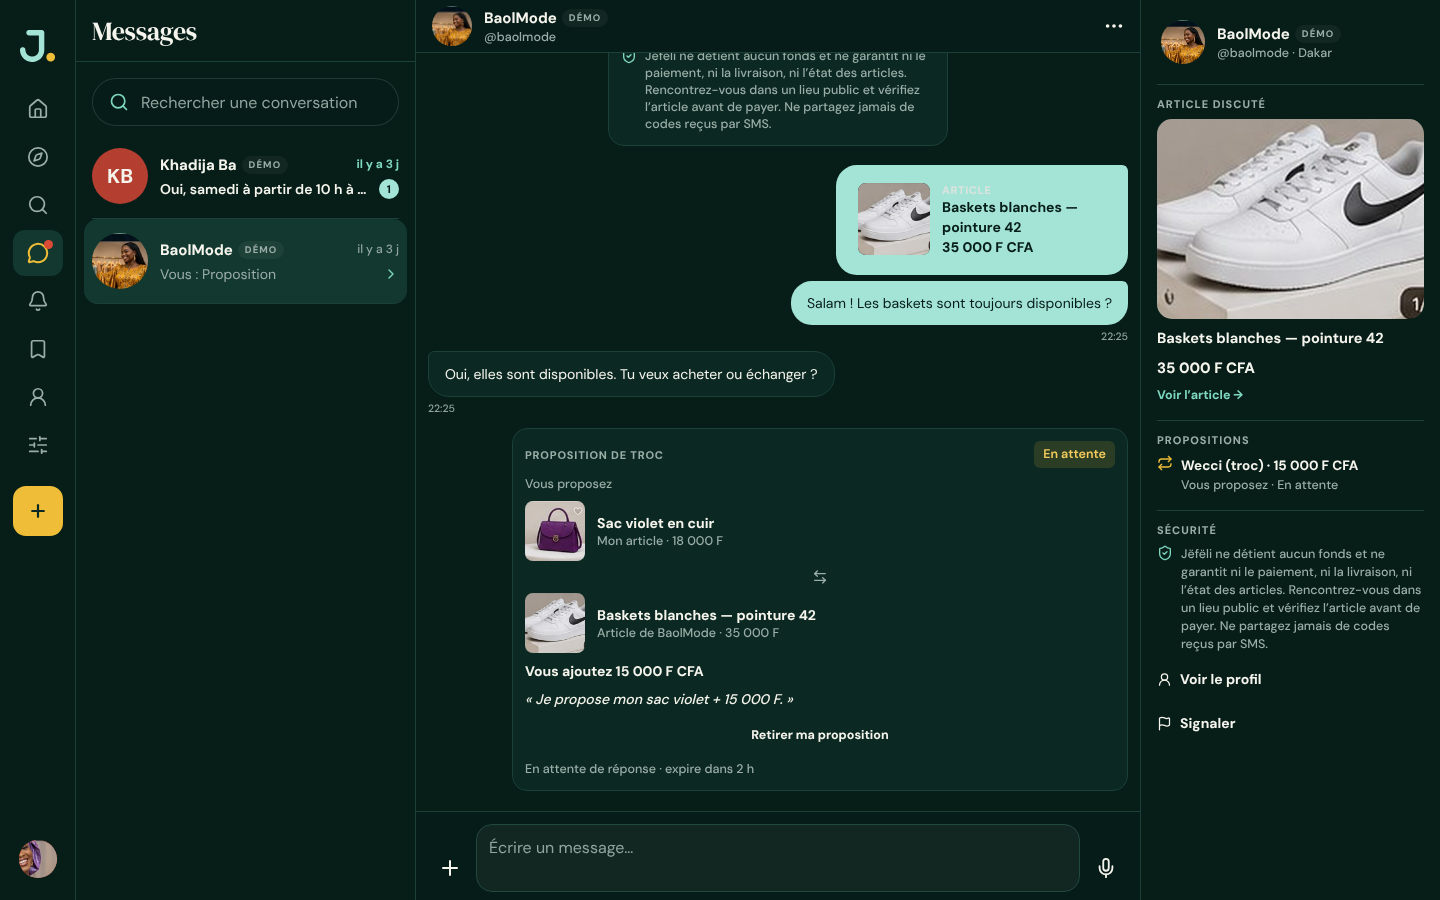 J.
Messages
Rechercher une conversation
Khadija Ba DÉMO
il y a 3 j
KB
Oui, samedi à partir de 10 h à ...
1
BaolMode DÉMO
il y a 3 j
Vous : Proposition
BaolMode DÉMO
@baolmode
Jëfëli ne détient aucun fonds et ne garantit ni le
paiement, ni la livraison, ni l’état des articles.
Rencontrez-vous dans un lieu public et vérifiez
l’article avant de payer. Ne partagez jamais de
codes reçus par SMS.
ARTICLE
Baskets blanches —
pointure 42
35 000 F CFA
Salam ! Les baskets sont toujours disponibles ?
22:25
Oui, elles sont disponibles. Tu veux acheter ou échanger ?
22:25
PROPOSITION DE TROC
En attente
Vous proposez
Sac violet en cuir
Mon article · 18 000 F
Baskets blanches — pointure 42
Article de BaolMode · 35 000 F
Vous ajoutez 15 000 F CFA
« Je propose mon sac violet + 15 000 F. »
Retirer ma proposition
En attente de réponse · expire dans 2 h
Écrire un message...
BaolMode DÉMO
@baolmode · Dakar
ARTICLE DISCUTÉ
1/
Baskets blanches — pointure 42
35 000 F CFA
Voir l’article →
PROPOSITIONS
Wecci (troc) · 15 000 F CFA
Vous proposez · En attente
SÉCURITÉ
Jëfëli ne détient aucun fonds et ne
garantit ni le paiement, ni la livraison, ni
l’état des articles. Rencontrez-vous dans
un lieu public et vérifiez l’article avant de
payer. Ne partagez jamais de codes
reçus par SMS.
Voir le profil
Signaler